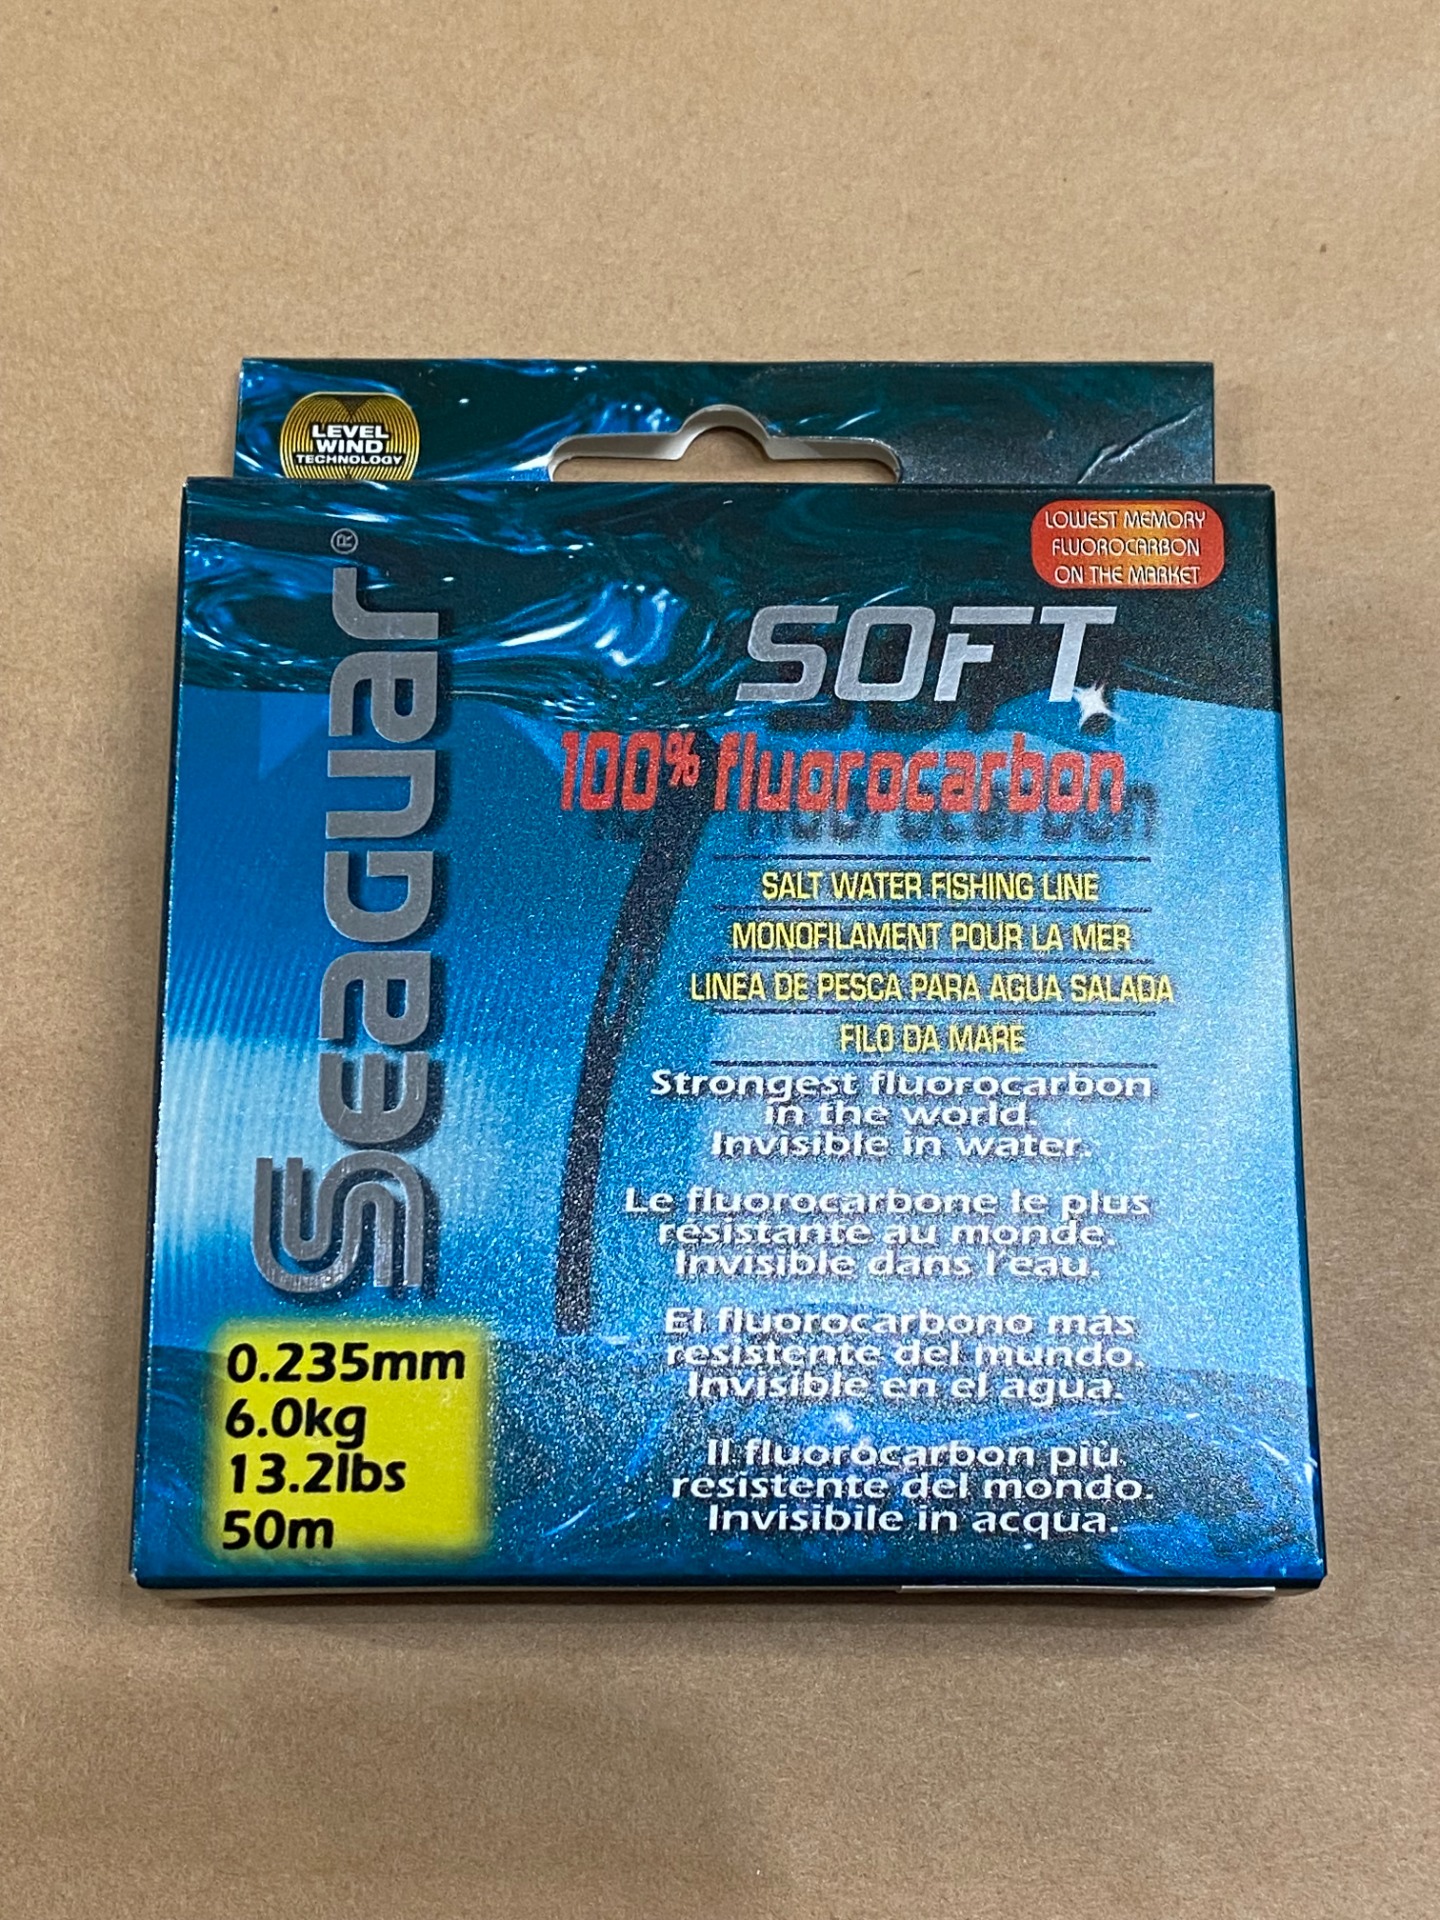 LEVEL
WIND
TECHNOLOGY
LOWEST MEMORY
FLUOROCARBON
ON THE MARKET
Seaguar®
SOFT
100% fluorocarbon
SALT WATER FISHING LINE
MONOFILAMENT POUR LA MER
LINEA DE PESCA PARA AGUA SALADA
FILO DA MARE
Strongest fluorocarbon
in the world.
Invisible in water.
Le fluorocarbone le plus
résistante au monde.
Invisible dans l'eau.
El fluorocarbono más
resistente del mundo.
Invisible en el agua.
Il fluorocarbon più
resistente del mondo.
Invisibile in acqua.
0.235mm
6.0kg
13.2lbs
50m